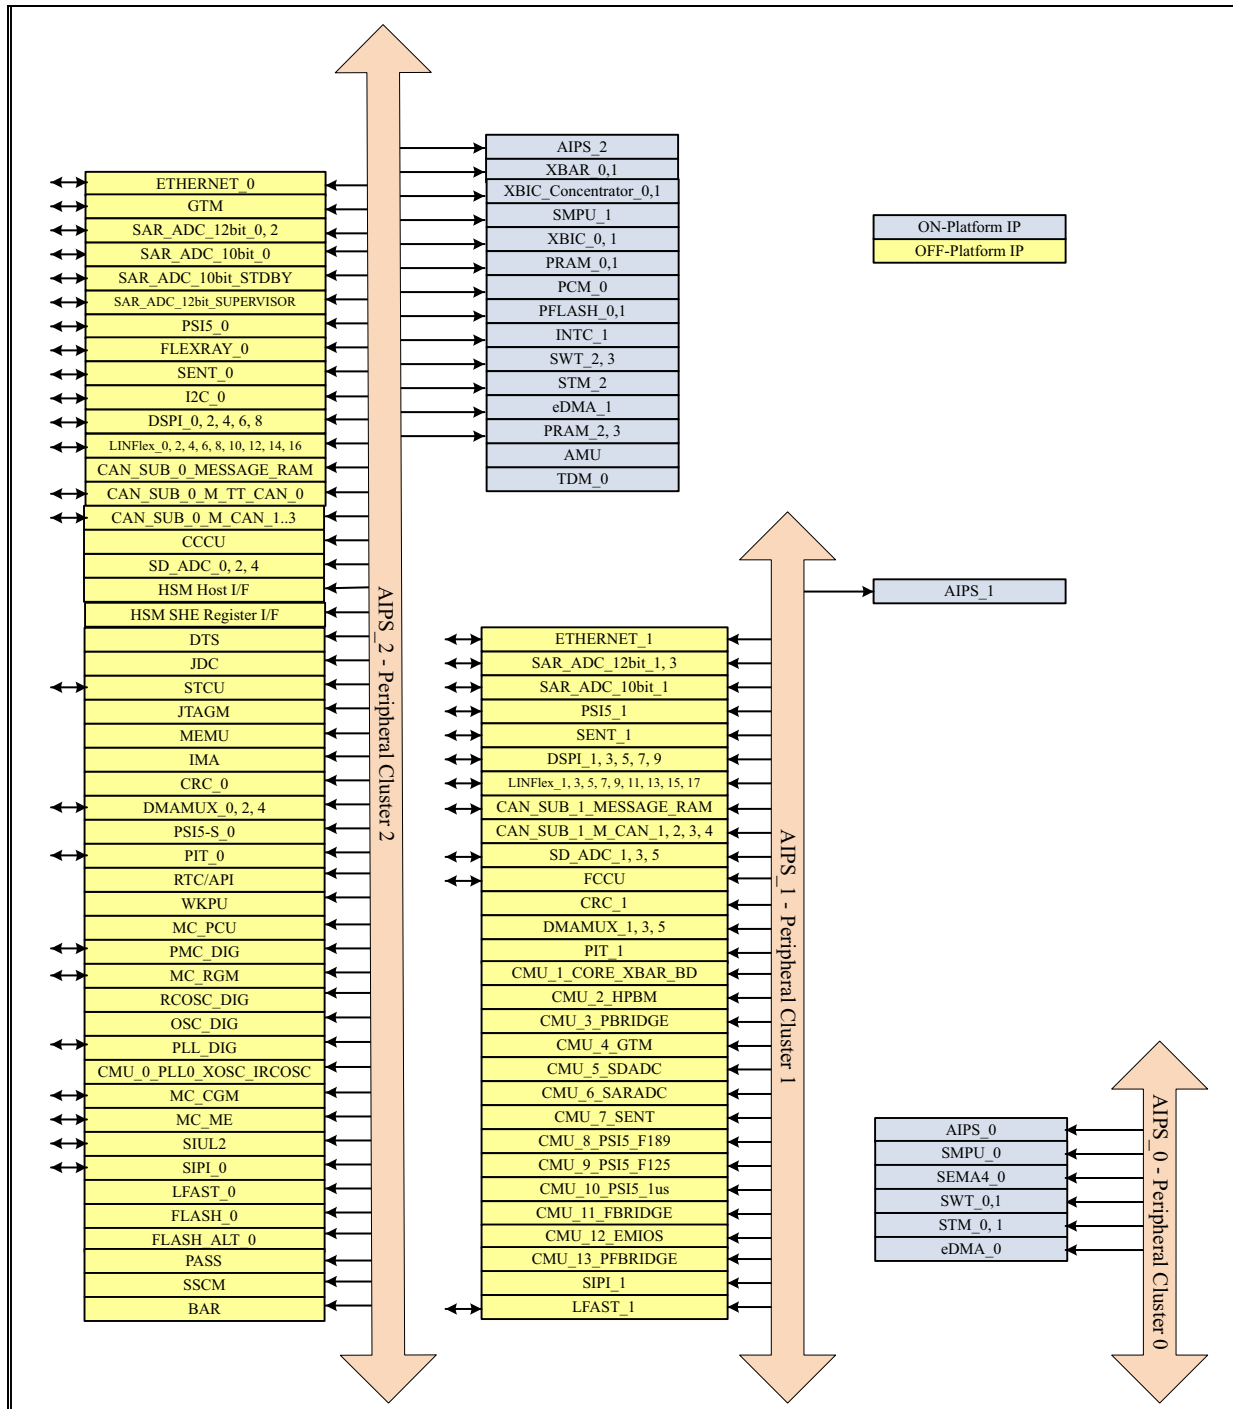 ETHERNET_0
GTM
SAR_ADC_12bit_0, 2
SAR_ADC_10bit_0
SAR_ADC_10bit_STDBY
SAR_ADC_12bit_SUPERVISOR
PSI5_0
FLEXRAY_0
SENT_0
I2C_0
DSPI_0, 2, 4, 6, 8
LINFlex_0, 2, 4, 6, 8, 10, 12, 14, 16
CAN_SUB_0_MESSAGE_RAM
CAN_SUB_0_M_TT_CAN_0
CAN_SUB_0_M_CAN_1..3
CCCU
SD_ADC_0, 2, 4
HSM Host I/F
HSM SHE Register I/F
DTS
JDC
STCU
JTAGM
MEMU
IMA
CRC_0
DMAMUX_0, 2, 4
PSI5-S_0
PIT_0
RTC/API
WKPU
MC_PCU
PMC_DIG
MC_RGM
RCOSC_DIG
OSC_DIG
PLL_DIG
CMU_0_PLL0_XOSC_IRCOSC
MC_CGM
MC_ME
SIUL2
SIPI_0
LFAST_0
FLASH_0
FLASH_ALT_0
PASS
SSCM
BAR
AIPS_2 - Peripheral Cluster 2
AIPS_2
XBAR_0,1
XBIC_Concentrator_0,1
SMPU_1
XBIC_0, 1
PRAM_0,1
PCM_0
PFLASH_0,1
INTC_1
SWT_2, 3
STM_2
eDMA_1
PRAM_2, 3
AMU
TDM_0
ON-Platform IP
OFF-Platform IP
ETHERNET_1
SAR_ADC_12bit_1, 3
SAR_ADC_10bit_1
PSI5_1
SENT_1
DSPI_1, 3, 5, 7, 9
LINFlex_1, 3, 5, 7, 9, 11, 13, 15, 17
CAN_SUB_1_MESSAGE_RAM
CAN_SUB_1_M_CAN_1, 2, 3, 4
SD_ADC_1, 3, 5
FCCU
CRC_1
DMAMUX_1, 3, 5
PIT_1
CMU_1_CORE_XBAR_BD
CMU_2_HPBM
CMU_3_PBRIDGE
CMU_4_GTM
CMU_5_SDADC
CMU_6_SARADC
CMU_7_SENT
CMU_8_PSI5_F189
CMU_9_PSI5_F125
CMU_10_PSI5_1us
CMU_11_FBRIDGE
CMU_12_EMIOS
CMU_13_PFBRIDGE
SIPI_1
LFAST_1
AIPS_1 - Peripheral Cluster 1
AIPS_1
AIPS_0
SMPU_0
SEMA4_0
SWT_0,1
STM_0, 1
eDMA_0
AIPS_0 - Peripheral Cluster 0